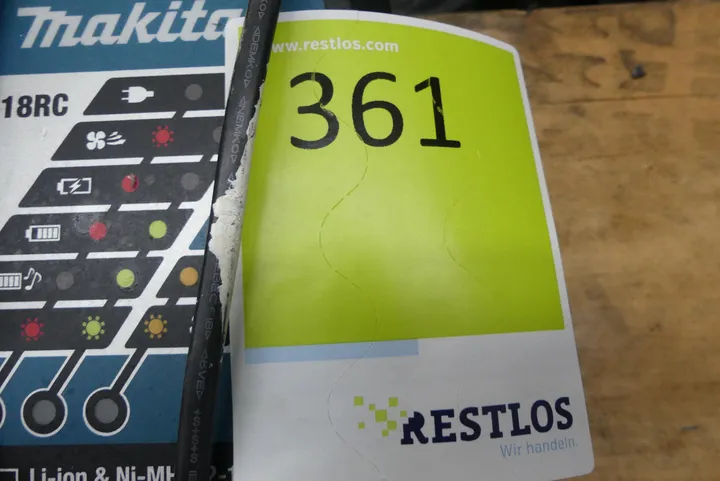 makita
18RC
www.restlos.com
361
RESTLOS
Wir handeln.
Li-ion & Ni-MH